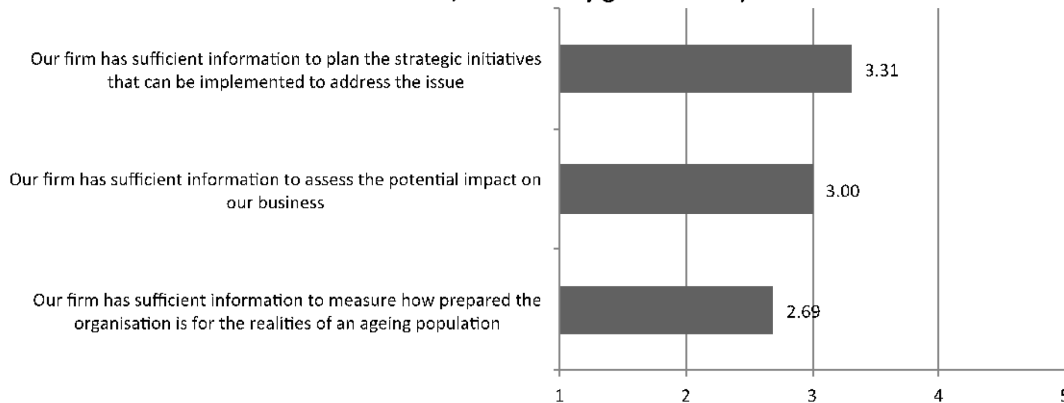 Our firm has sufficient information to plan the strategic initiatives
that can be implemented to address the issue
3.31
Our firm has sufficient information to assess the potential impact on
our business
3.00
Our firm has sufficient information to measure how prepared the
organisation is for the realities of an ageing population
2.69
1 2 3 4 5